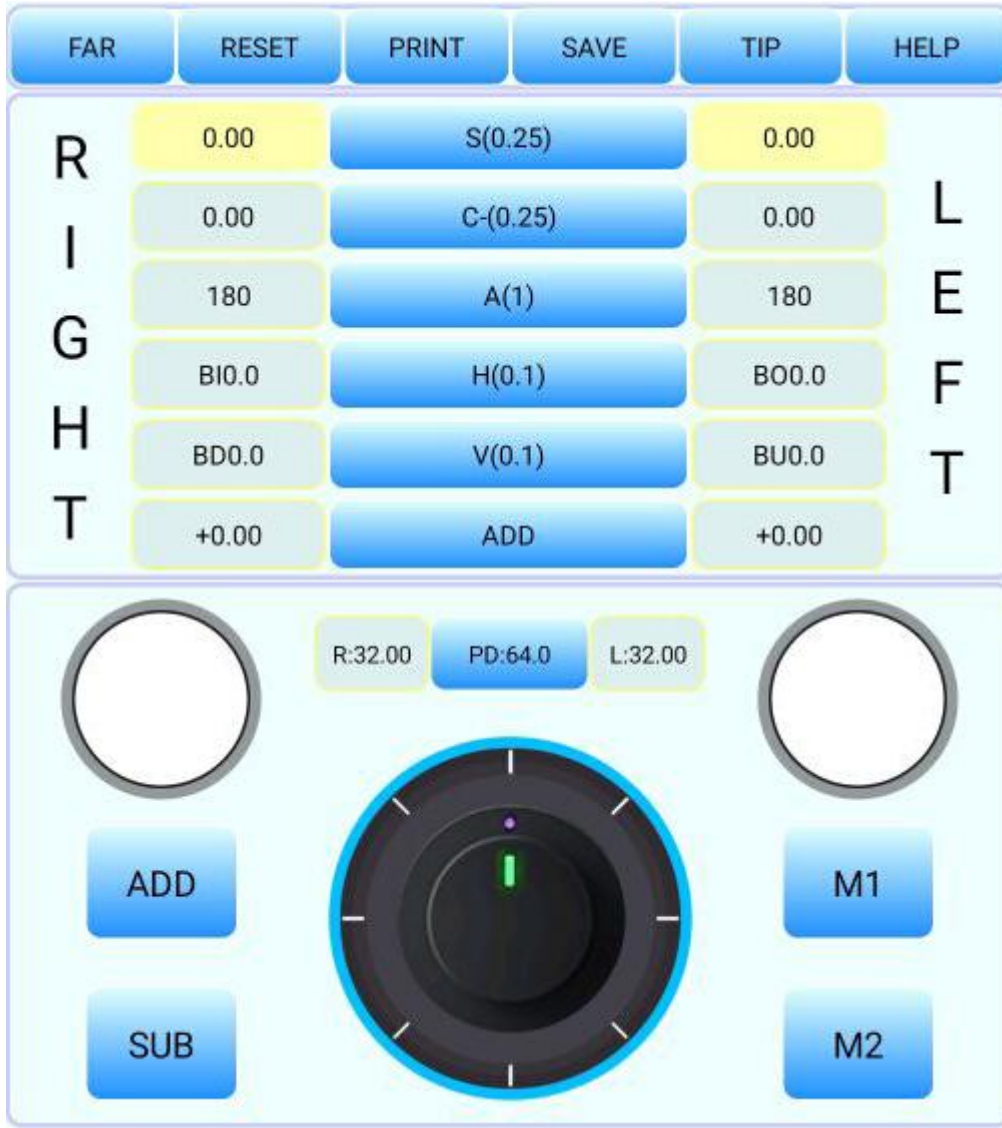 FAR RESET PRINT SAVE TIP HELP
RIGHT
LEFT
0.00 S(0.25) 0.00
0.00 C-(0.25) 0.00
180 A(1) 180
BI0.0 H(0.1) BO0.0
BD0.0 V(0.1) BU0.0
+0.00 ADD +0.00
R:32.00 PD:64.0 L:32.00
ADD M1
SUB M2